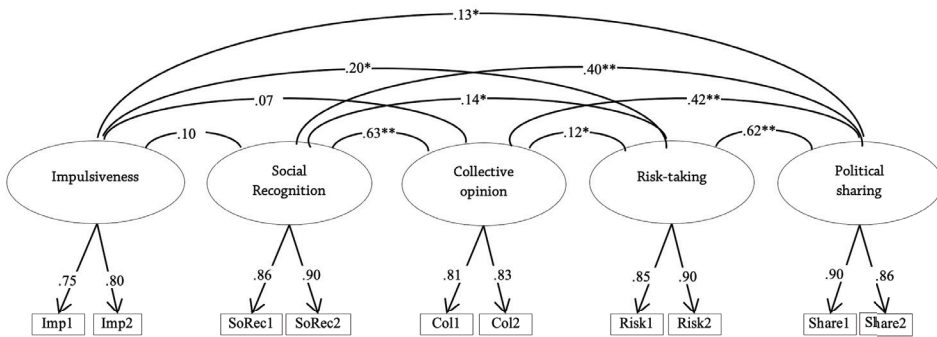 .13*
.20*
.40**
.07
.14*
.42**
.10
.63**
.12*
.62**
Impulsiveness
Social
Recognition
Collective
opinion
Risk-taking
Political
sharing
.75
.80
.86
.90
.81
.83
.85
.90
.90
.86
Imp1
Imp2
SoRec1
SoRec2
Col1
Col2
Risk1
Risk2
Share1
Share2